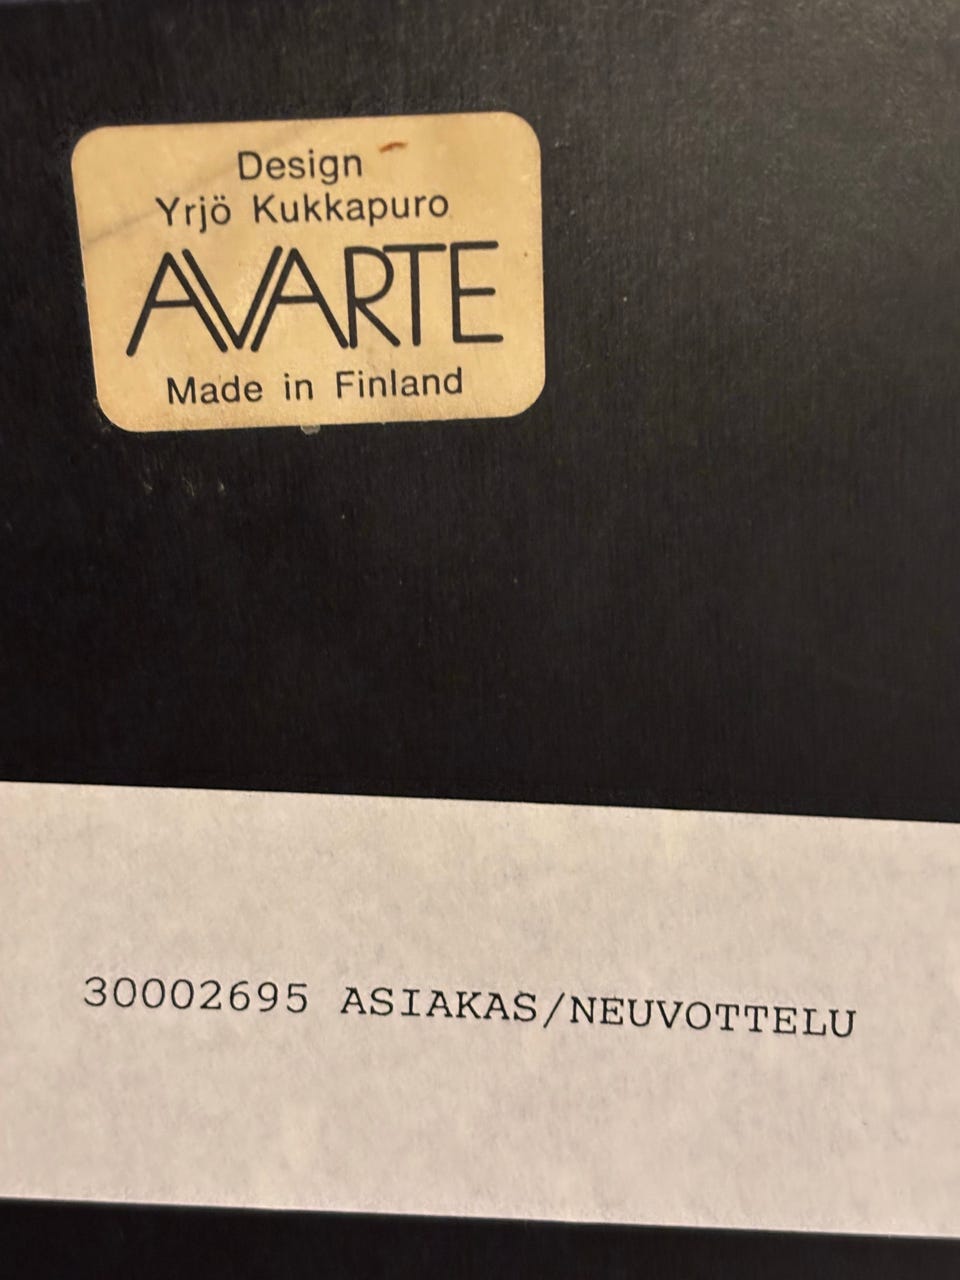 Design
Yrjö Kukkapuro
AVARTE
Made in Finland
30002695 ASIAKAS/NEUVOTTELU